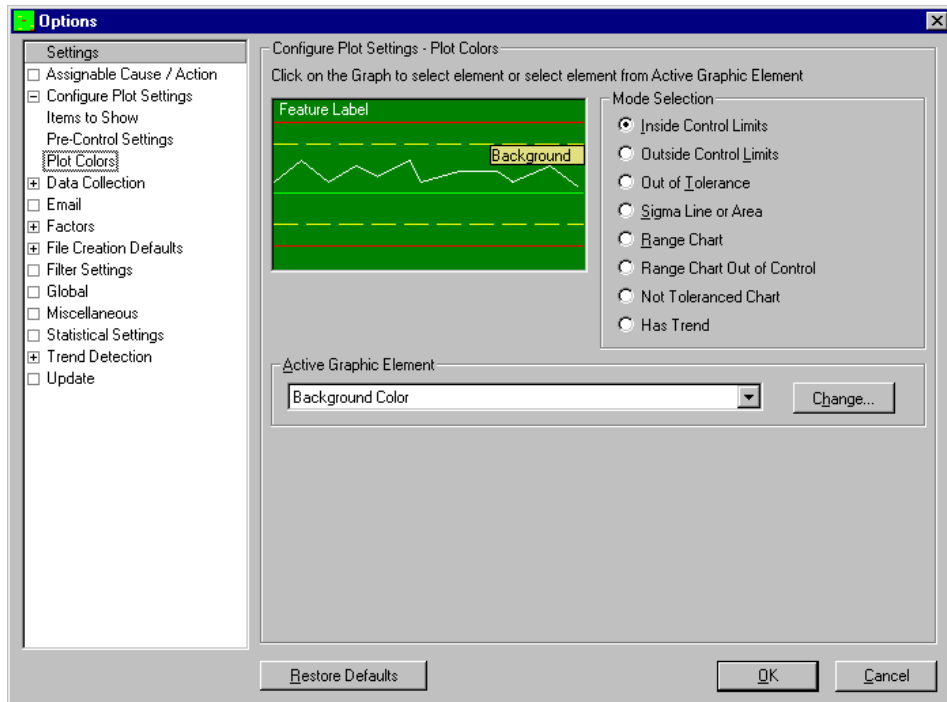 Options
Settings
Assignable Cause / Action
Configure Plot Settings
Items to Show
Pre-Control Settings
Plot Colors
Data Collection
Email
Factors
File Creation Defaults
Filter Settings
Global
Miscellaneous
Statistical Settings
Trend Detection
Update
Configure Plot Settings - Plot Colors
Click on the Graph to select element or select element from Active Graphic Element
Feature Label
Background
Mode Selection
Inside Control Limits
Outside Control Limits
Out of Tolerance
Sigma Line or Area
Range Chart
Range Chart Out of Control
Not Toleranced Chart
Has Trend
Active Graphic Element
Background Color
Change...
Restore Defaults
OK
Cancel